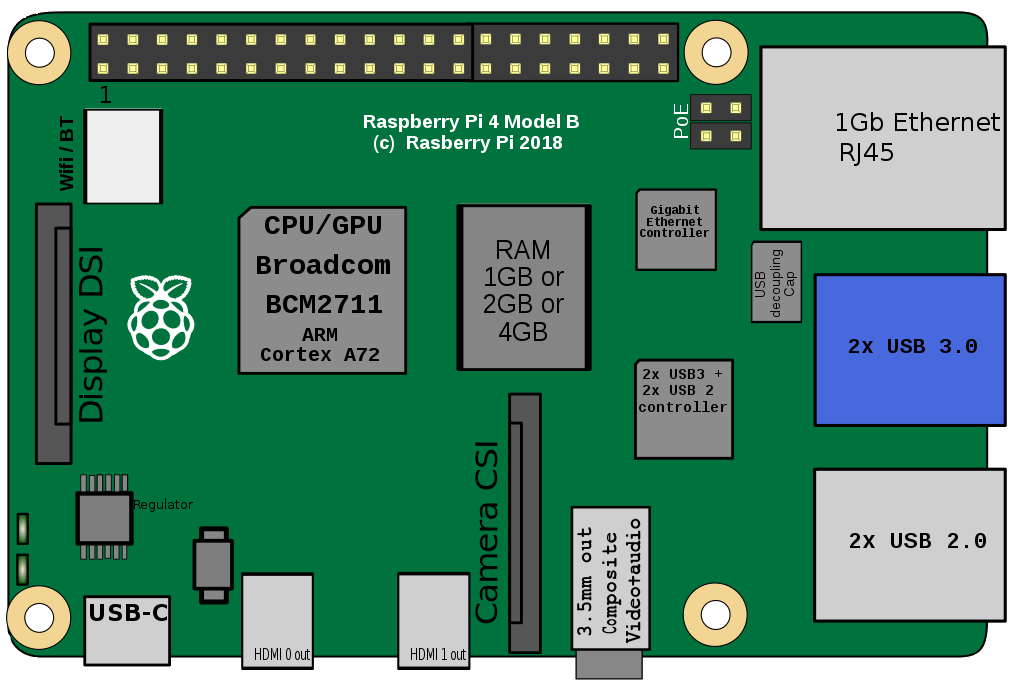 1
Wifi / BT
Raspberry Pi 4 Model B
(c) Rasberry Pi 2018
PoE
1Gb Ethernet
RJ45
Display DSI
CPU/GPU
Broadcom
BCM2711
ARM
Cortex A72
RAM
1GB or
2GB or
4GB
Gigabit
Ethernet
Controller
USB
decoupling
Cap
2x USB 3.0
2x USB3 +
2x USB 2
controller
Regulator
Camera CSI
3.5mm out
Composite
Video+audio
2x USB 2.0
USB-C
HDMI 0 out
HDMI 1 out